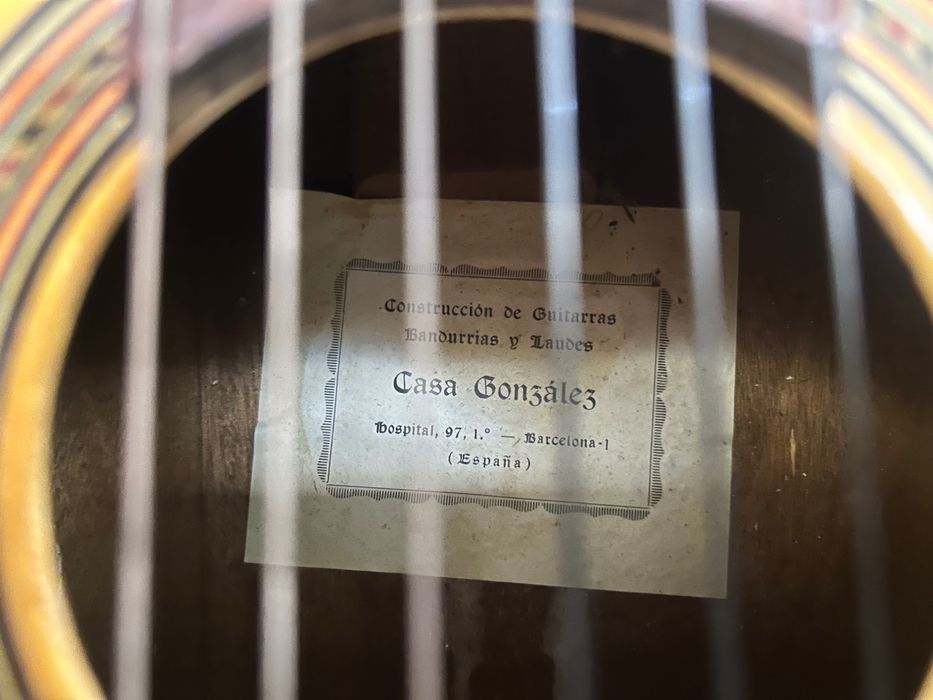 Construcción de Guitarras
Bandurrias y Laudes
Casa González
Hospital, 97, 1.º — Barcelona-1
(España)